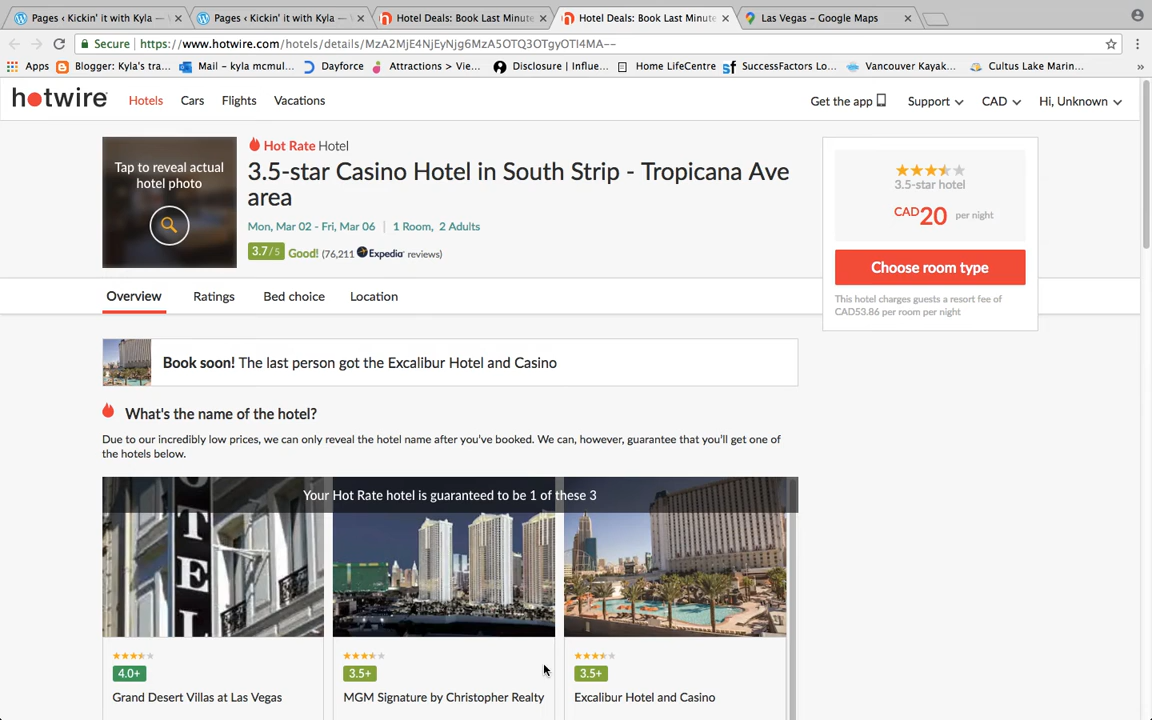 Pages ‹ Kickin' it with Kyla —
Pages ‹ Kickin' it with Kyla —
Hotel Deals: Book Last Minute
Hotel Deals: Book Last Minute
Las Vegas - Google Maps
Secure
https://www.hotwire.com/hotels/details/MzA2MjE4NjEyNjg6MzA5OTQ3OTgyOTI4MA--
Apps
Blogger: Kyla's tra...
Mail – kyla mcmul...
Dayforce
Attractions > Vie...
Disclosure | Influe...
Home LifeCentre
SuccessFactors Lo...
Vancouver Kayak...
Cultus Lake Marin...
»
hotwire
Hotels
Cars
Flights
Vacations
Get the app
Support
CAD
Hi, Unknown
Tap to reveal actual
hotel photo
Hot Rate Hotel
3.5-star Casino Hotel in South Strip - Tropicana Ave
area
Mon, Mar 02 - Fri, Mar 06 | 1 Room, 2 Adults
3.7/5 Good! (76,211 Expedia reviews)
3.5-star hotel
CAD20 per night
Choose room type
This hotel charges guests a resort fee of
CAD53.86 per room per night
Overview
Ratings
Bed choice
Location
Book soon! The last person got the Excalibur Hotel and Casino
What's the name of the hotel?
Due to our incredibly low prices, we can only reveal the hotel name after you've booked. We can, however, guarantee that you'll get one of
the hotels below.
Your Hot Rate hotel is guaranteed to be 1 of these 3
OTEL
4.0+
Grand Desert Villas at Las Vegas
3.5+
MGM Signature by Christopher Realty
3.5+
Excalibur Hotel and Casino